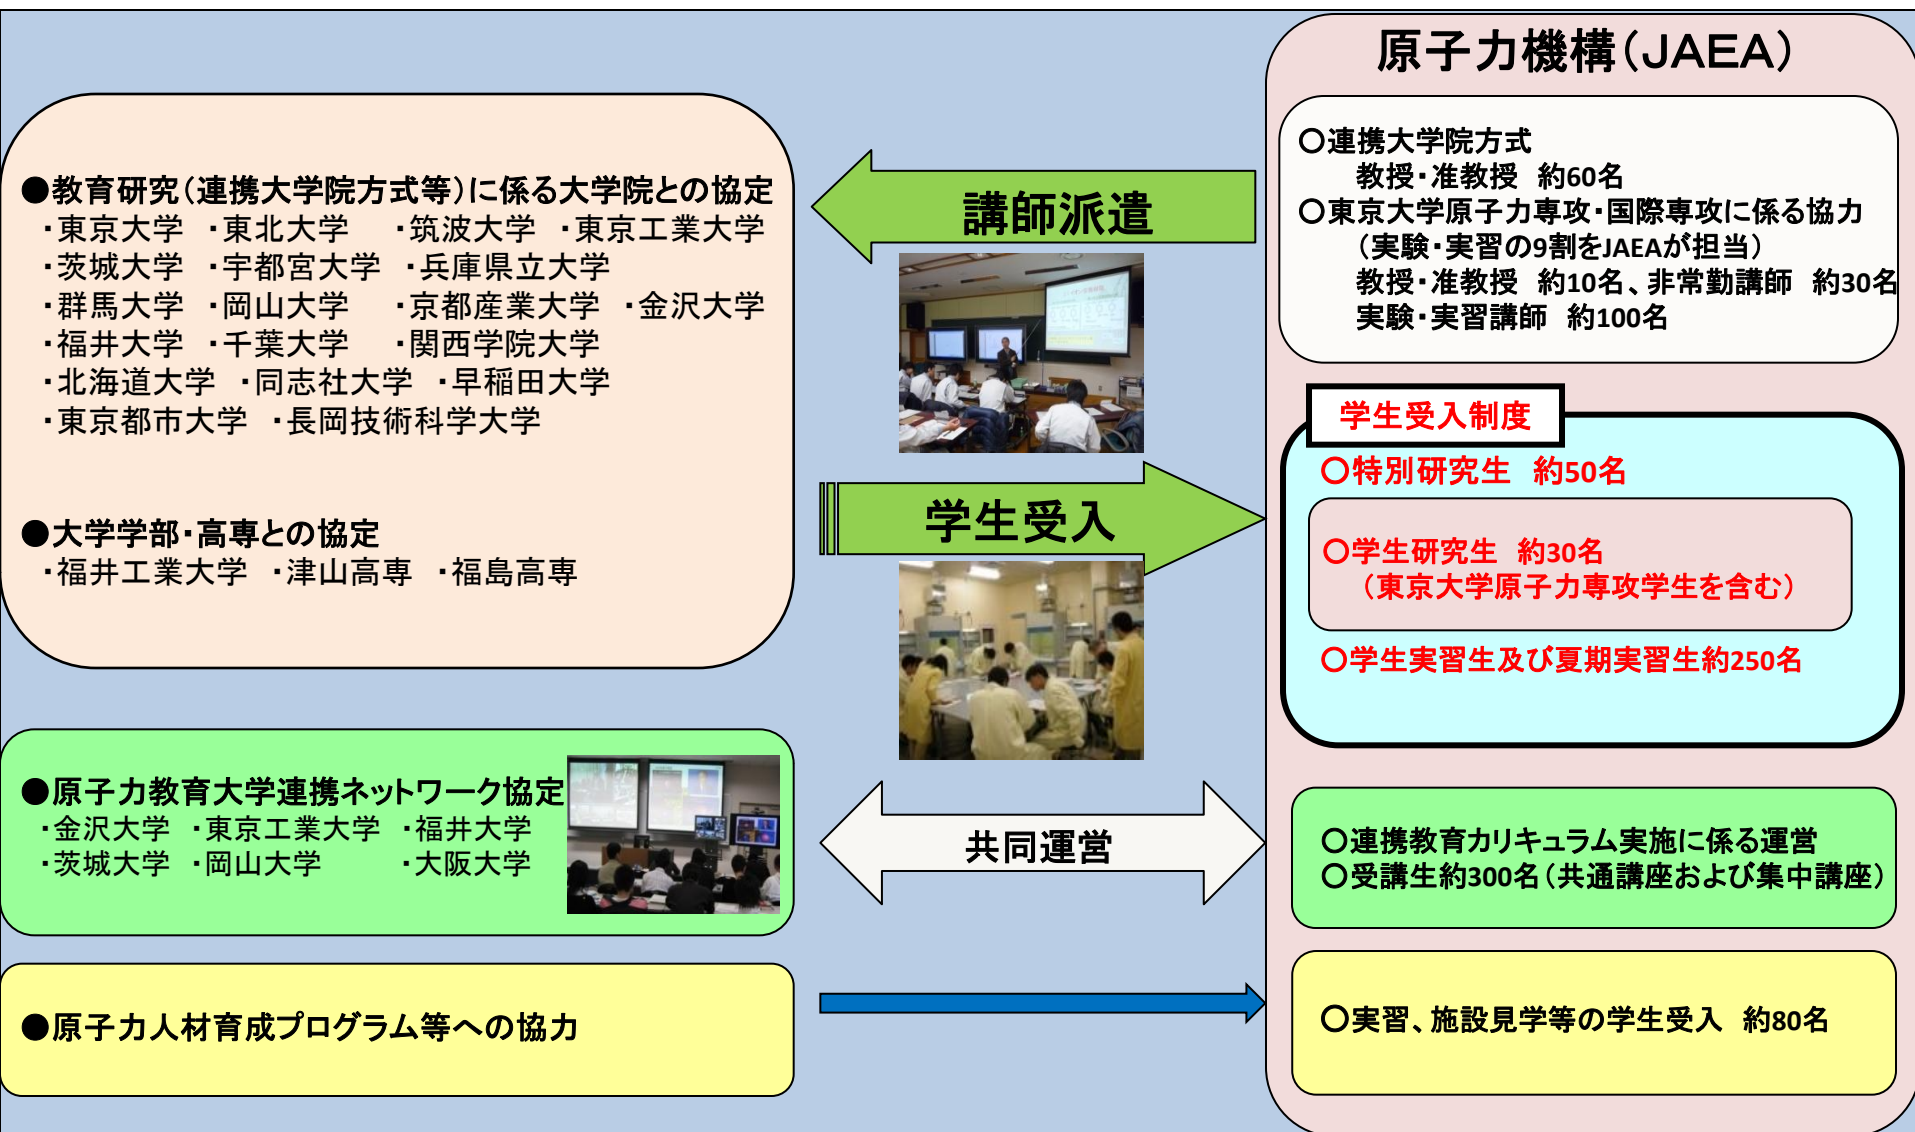 原子力機構(JAEA)
●教育研究(連携大学院方式等)に係る大学院との協定
・東京大学 ・東北大学 ・筑波大学 ・東京工業大学
・茨城大学 ・宇都宮大学 ・兵庫県立大学
・群馬大学 ・岡山大学 ・京都産業大学 ・金沢大学
・福井大学 ・千葉大学 ・関西学院大学
・北海道大学 ・同志社大学 ・早稲田大学
・東京都市大学 ・長岡技術科学大学
●大学学部・高専との協定
・福井工業大学 ・津山高専 ・福島高専
講師派遣
学生受入
○連携大学院方式
教授・准教授 約60名
○東京大学原子力専攻・国際専攻に係る協力
(実験・実習の9割をJAEAが担当)
教授・准教授 約10名、非常勤講師 約30名
実験・実習講師 約100名
学生受入制度
○特別研究生 約50名
○学生研究生 約30名
(東京大学原子力専攻学生を含む)
○学生実習生及び夏期実習生約250名
●原子力教育大学連携ネットワーク協定
・金沢大学 ・東京工業大学 ・福井大学
・茨城大学 ・岡山大学 ・大阪大学
共同運営
○連携教育カリキュラム実施に係る運営
○受講生約300名(共通講座および集中講座)
●原子力人材育成プログラム等への協力
○実習、施設見学等の学生受入 約80名